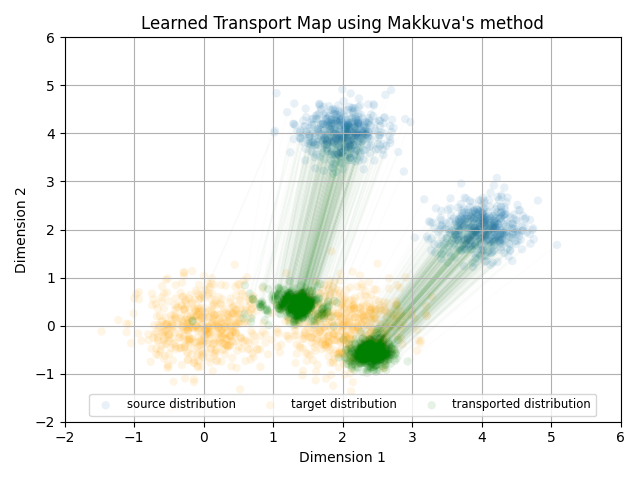 Learned Transport Map using Makkuva's method
6
5
4
3
2
1
0
−1
−2
Dimension 2
source distribution target distribution transported distribution
−2 −1 0 1 2 3 4 5 6
Dimension 1